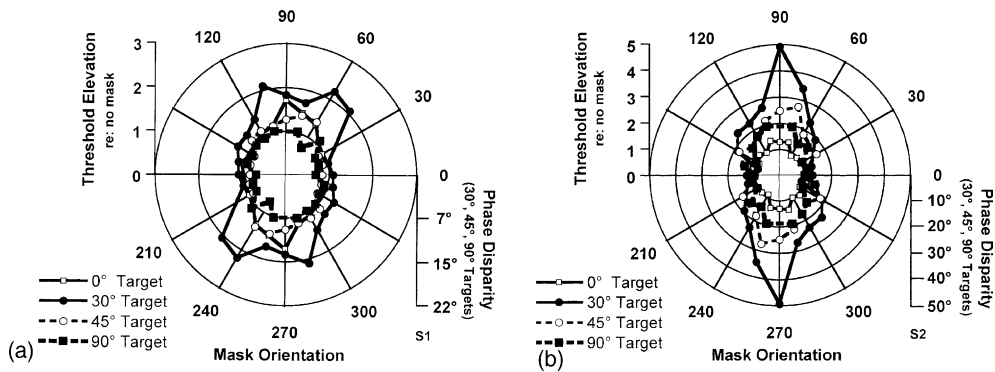 90
120
60
30
3
2
1
0
Threshold Elevation
re: no mask
0
7°
15°
22°
Phase Disparity
(30°, 45°, 90° Targets)
210
240
270
300
0° Target
30° Target
45° Target
90° Target
S1
(a)
Mask Orientation
90
120
60
30
5
4
3
2
1
0
Threshold Elevation
re: no mask
0
10°
20°
30°
40°
50°
Phase Disparity
(30°, 45°, 90° Targets)
210
240
270
300
0° Target
30° Target
45° Target
90° Target
S2
(b)
Mask Orientation